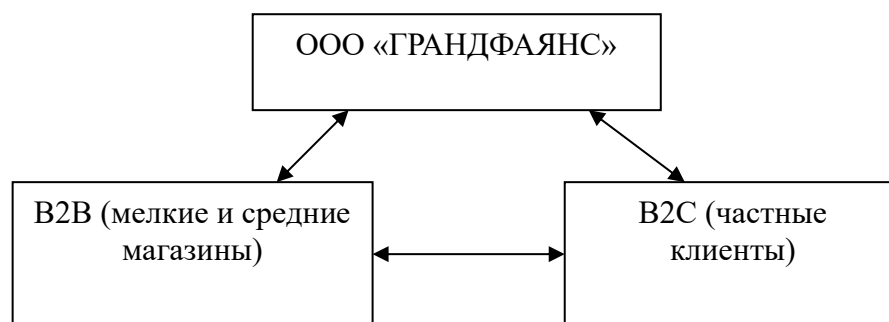 ООО «ГРАНДФАЯНС»
B2B (мелкие и средние
магазины)
B2C (частные
клиенты)